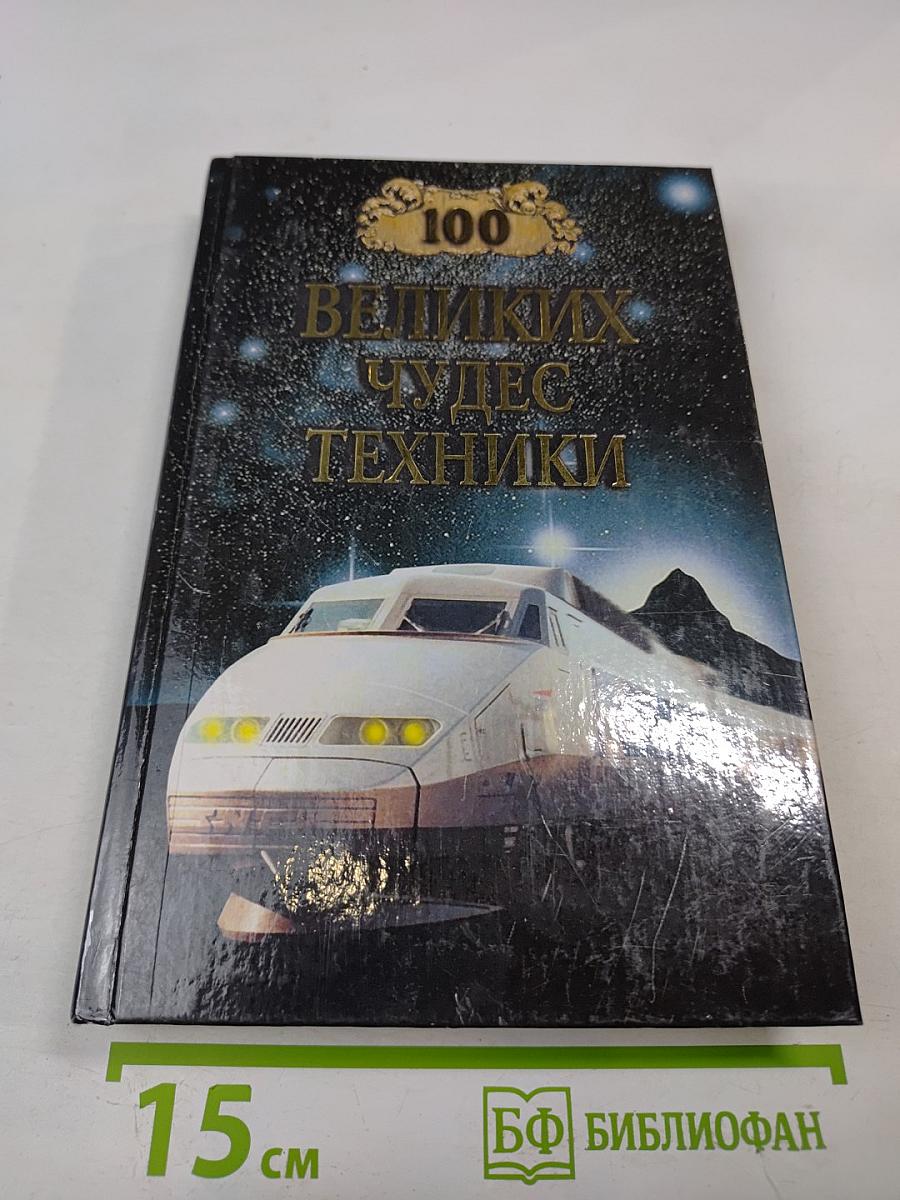 100
ВЕЛИКИХ
ЧУДЕС
ТЕХНИКИ
15 см
БФ БИБЛИОФАН